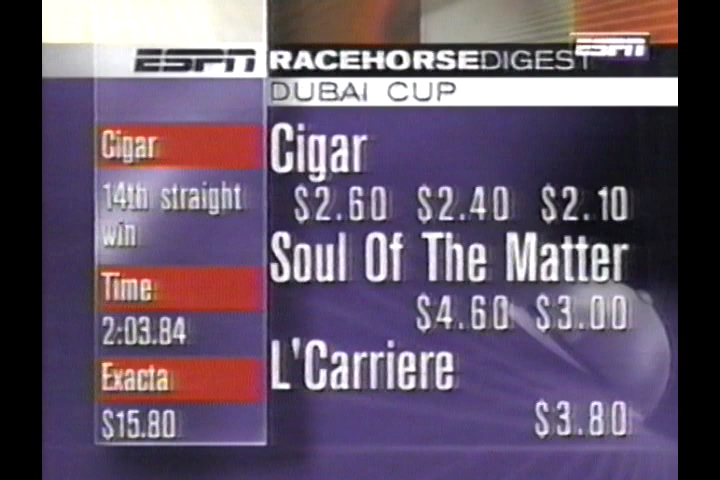 ESPN RACEHORSEDIGEST ESPN
DUBAI CUP
Cigar
14th straight
win
Time
2:03.84
Exacta
$15.80
Cigar
$2.60 $2.40 $2.10
Soul Of The Matter
$4.60 $3.00
L'Carriere
$3.80